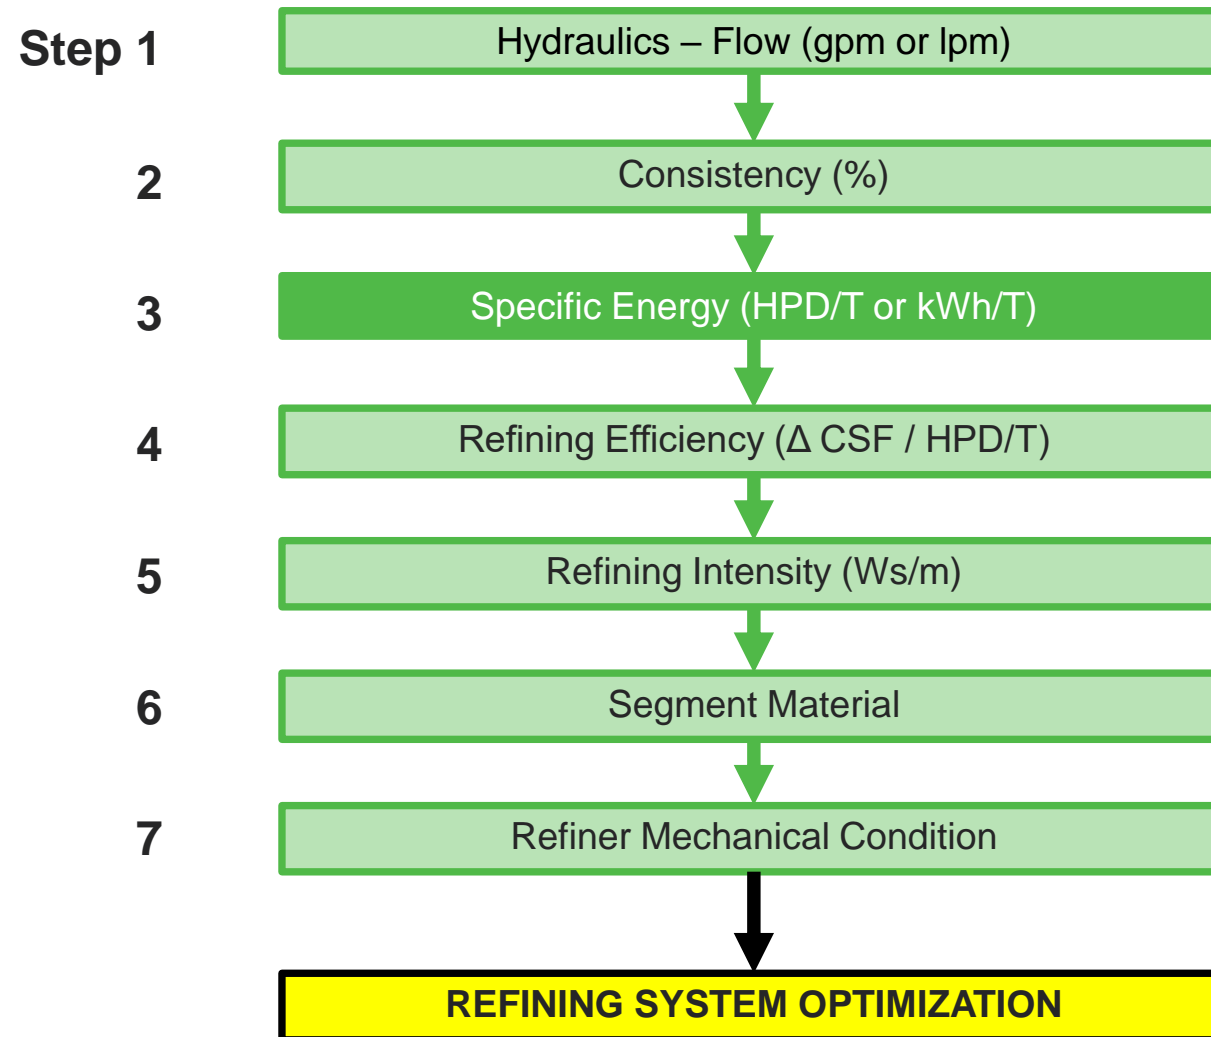 Step 1 Hydraulics – Flow (gpm or lpm)
2 Consistency (%)
3 Specific Energy (HPD/T or kWh/T)
4 Refining Efficiency (Δ CSF / HPD/T)
5 Refining Intensity (Ws/m)
6 Segment Material
7 Refiner Mechanical Condition
REFINING SYSTEM OPTIMIZATION